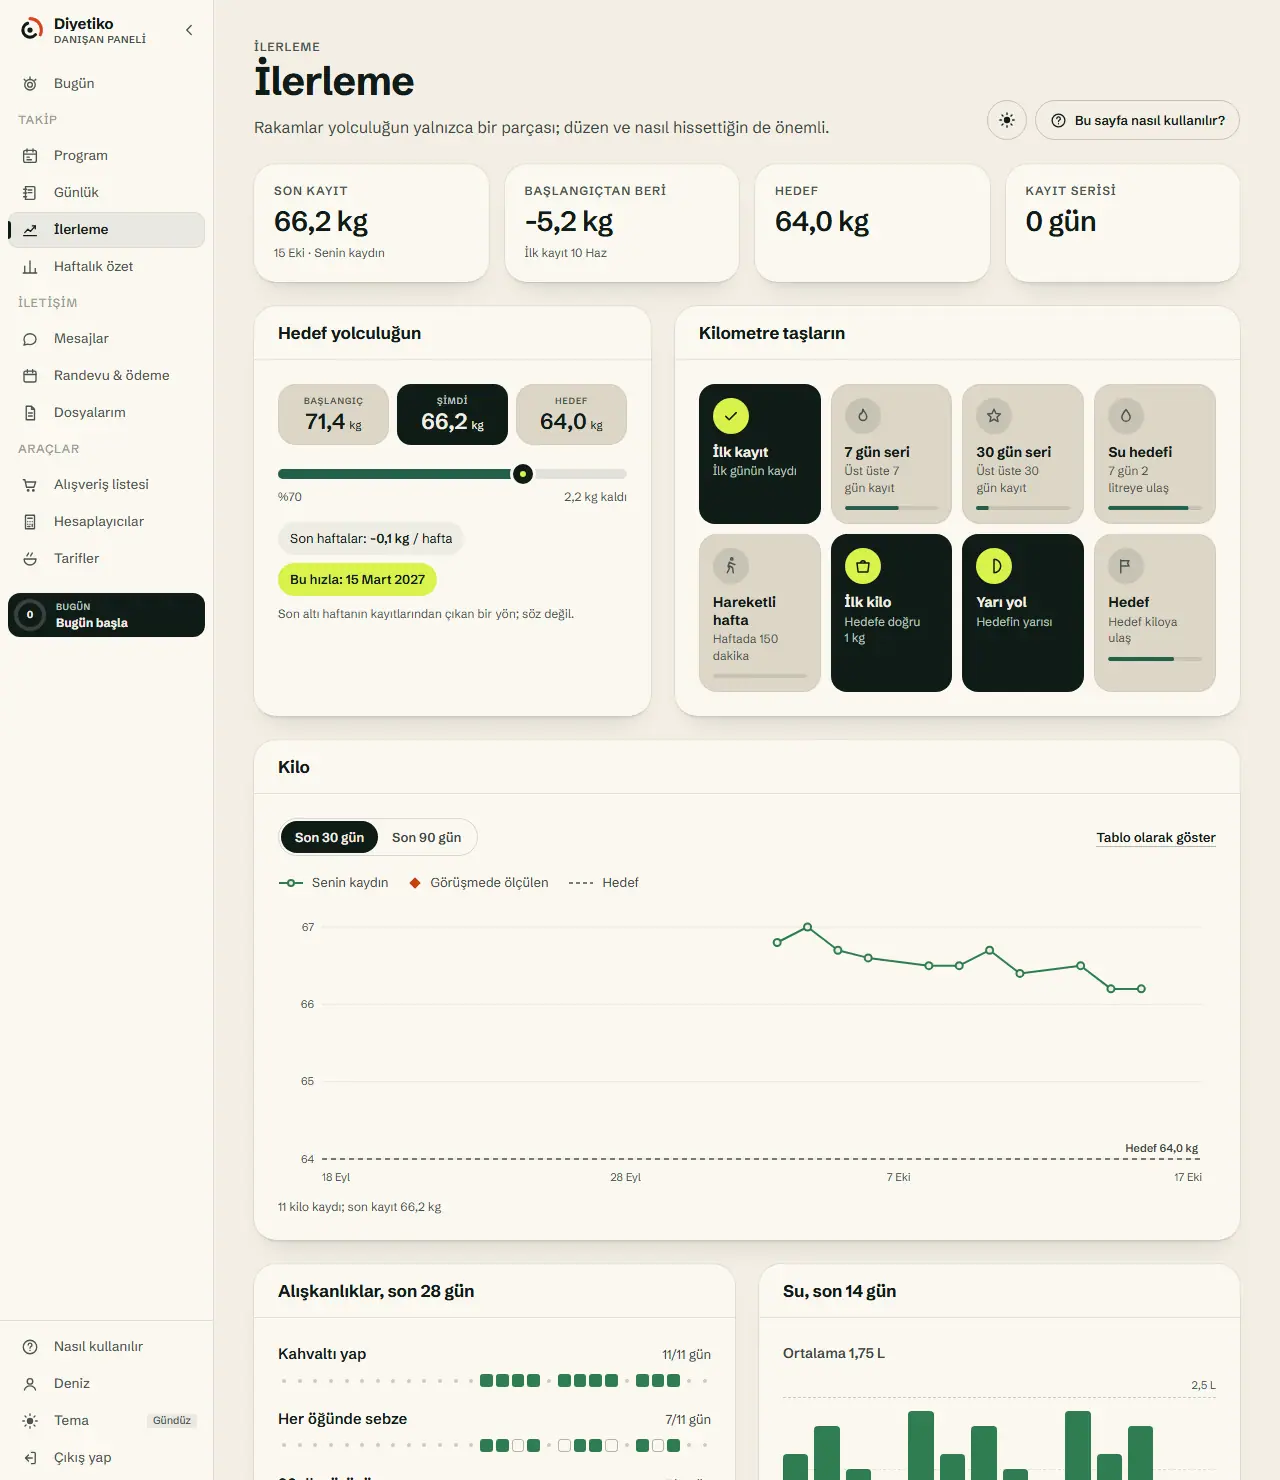 Diyetiko
DANIŞAN PANELİ
Bugün
TAKİP
Program
Günlük
İlerleme
Haftalık özet
İLETİŞİM
Mesajlar
Randevu & ödeme
Dosyalarım
ARAÇLAR
Alışveriş listesi
Hesaplayıcılar
Tarifler
0
BUGÜN
Bugün başla
Nasıl kullanılır
Deniz
Tema
Gündüz
Çıkış yap
İLERLEME
İlerleme
Rakamlar yolculuğun yalnızca bir parçası; düzen ve nasıl hissettiğin de önemli.
Bu sayfa nasıl kullanılır?
SON KAYIT
66,2 kg
15 Eki · Senin kaydın
BAŞLANGIÇTAN BERİ
-5,2 kg
İlk kayıt 10 Haz
HEDEF
64,0 kg
KAYIT SERİSİ
0 gün
Hedef yolculuğun
BAŞLANGIÇ
71,4 kg
ŞİMDİ
66,2 kg
HEDEF
64,0 kg
%70
2,2 kg kaldı
Son haftalar: -0,1 kg / hafta
Bu hızla: 15 Mart 2027
Son altı haftanın kayıtlarından çıkan bir yön; söz değil.
Kilometre taşların
İlk kayıt
İlk günün kaydı
7 gün seri
Üst üste 7
gün kayıt
30 gün seri
Üst üste 30
gün kayıt
Su hedefi
7 gün 2
litreye ulaş
Hareketli
hafta
Haftada 150
dakika
İlk kilo
Hedefe doğru
1 kg
Yarı yol
Hedefin yarısı
Hedef
Hedef kiloya
ulaş
Kilo
Son 30 gün
Son 90 gün
Tablo olarak göster
Senin kaydın
Görüşmede ölçülen
Hedef
67
66
65
64
Hedef 64,0 kg
18 Eyl
28 Eyl
7 Eki
17 Eki
11 kilo kaydı; son kayıt 66,2 kg
Alışkanlıklar, son 28 gün
Kahvaltı yap
11/11 gün
Her öğünde sebze
7/11 gün
Su, son 14 gün
Ortalama 1,75 L
2,5 L